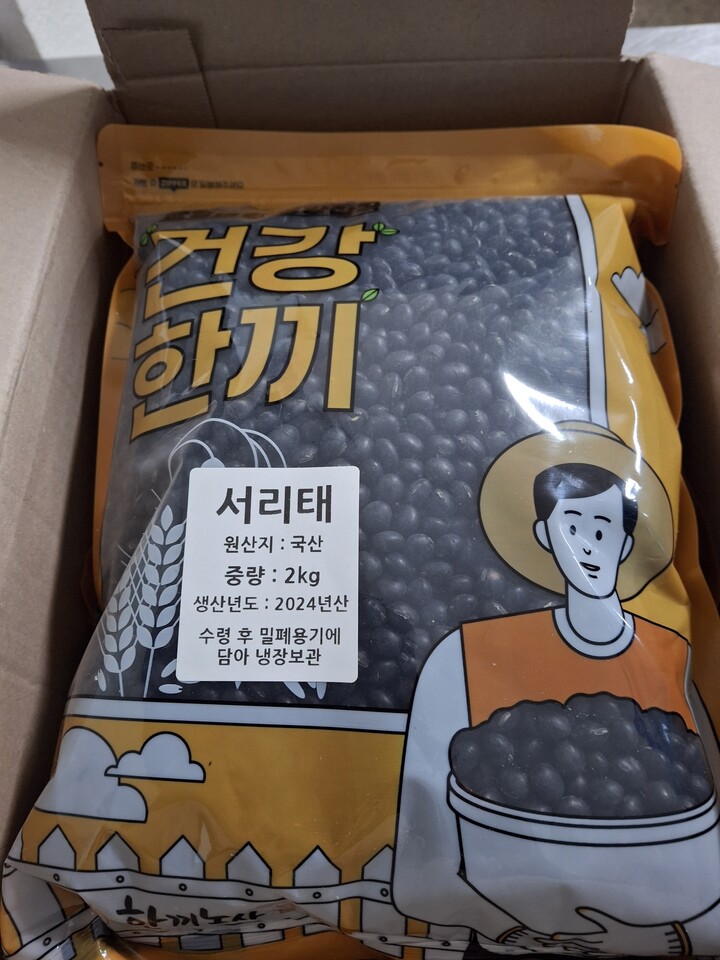 건강
한끼
서리태
원산지 : 국산
중량 : 2kg
생산년도 : 2024년산
수령 후 밀폐용기에
담아 냉장보관